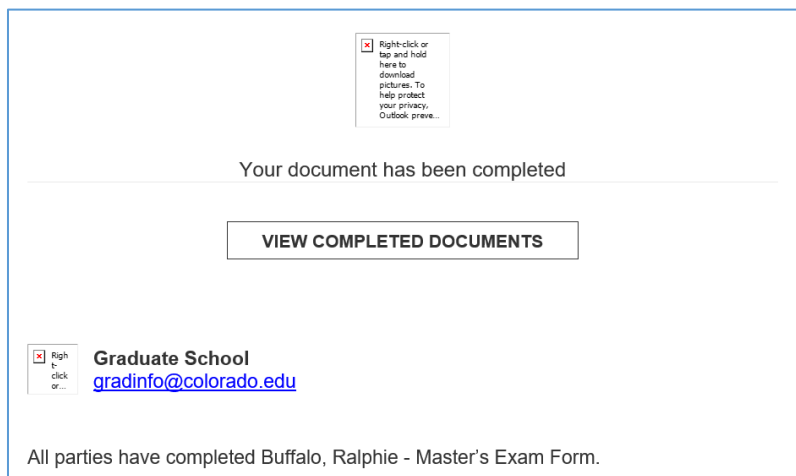 Right-click or
tap and hold
here to
download
pictures. To
help protect
your privacy,
Outlook preve...
Your document has been completed
VIEW COMPLETED DOCUMENTS
Righ
t-
click
or...
Graduate School
gradinfo@colorado.edu
All parties have completed Buffalo, Ralphie - Master’s Exam Form.